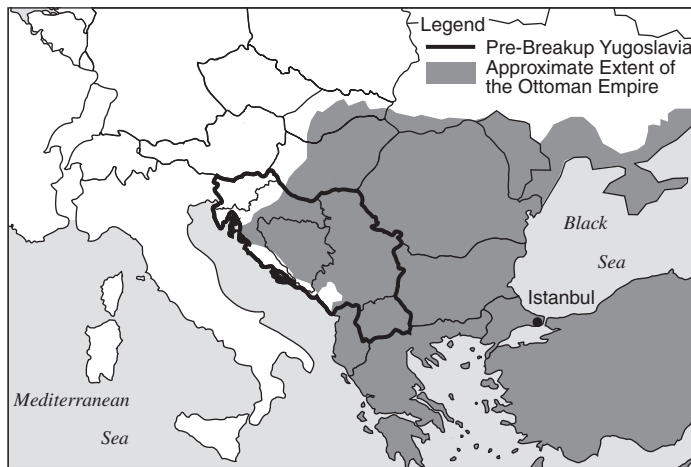 Legend
Pre-Breakup Yugoslavia
Approximate Extent of
the Ottoman Empire
Black
Sea
Istanbul
Mediterranean
Sea